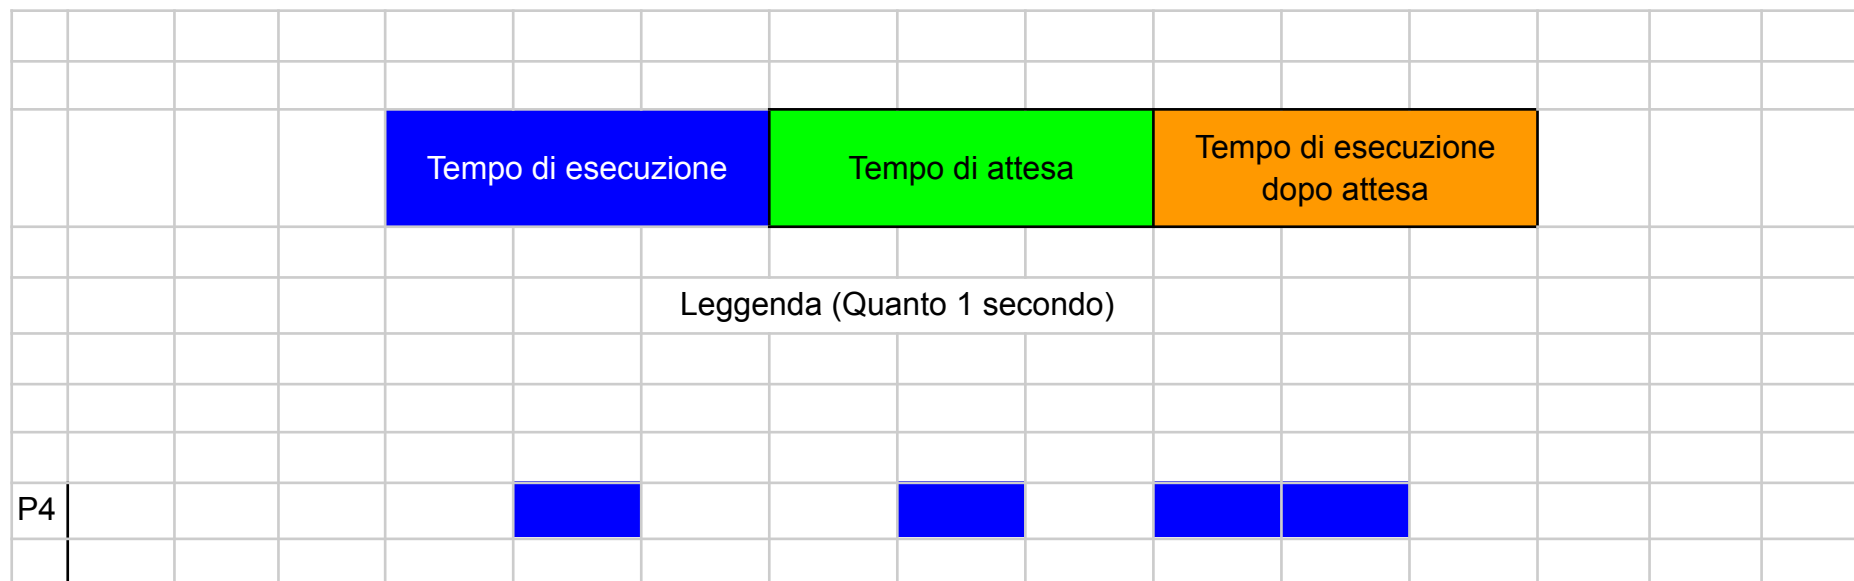 Tempo di esecuzione
Tempo di attesa
Tempo di esecuzione
dopo attesa
Leggenda (Quanto 1 secondo)
P4